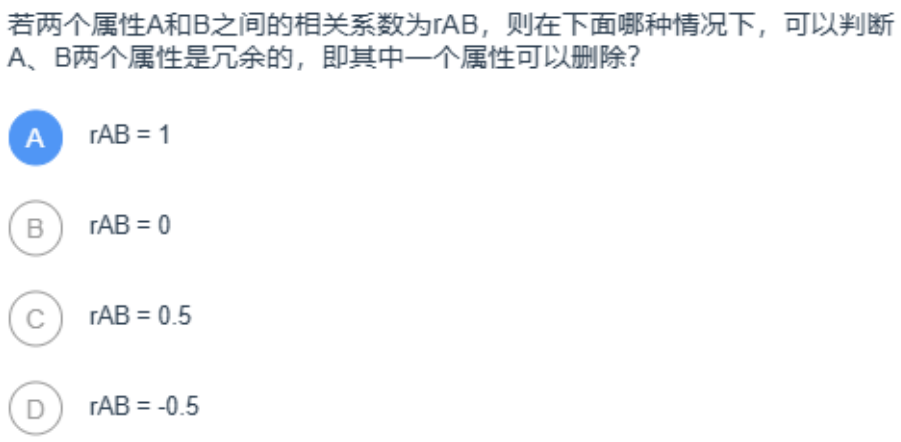 若两个属性A和B之间的相关系数为rAB，则在下面哪种情况下，可以判断
A、B两个属性是冗余的，即其中一个属性可以删除?
A rAB = 1
B rAB = 0
C rAB = 0.5
D rAB = -0.5